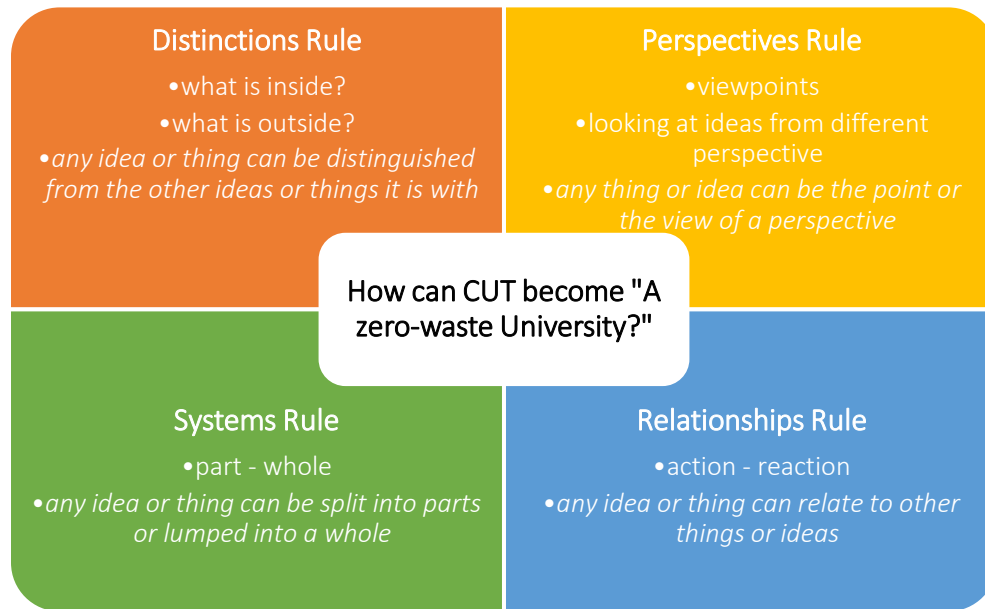 Distinctions Rule
•what is inside?
•what is outside?
•any idea or thing can be distinguished
from the other ideas or things it is with
Perspectives Rule
•viewpoints
•looking at ideas from different
perspective
•any thing or idea can be the point or
the view of a perspective
How can CUT become "A
zero-waste University?"
Systems Rule
•part - whole
•any idea or thing can be split into parts
or lumped into a whole
Relationships Rule
•action - reaction
•any idea or thing can relate to other
things or ideas